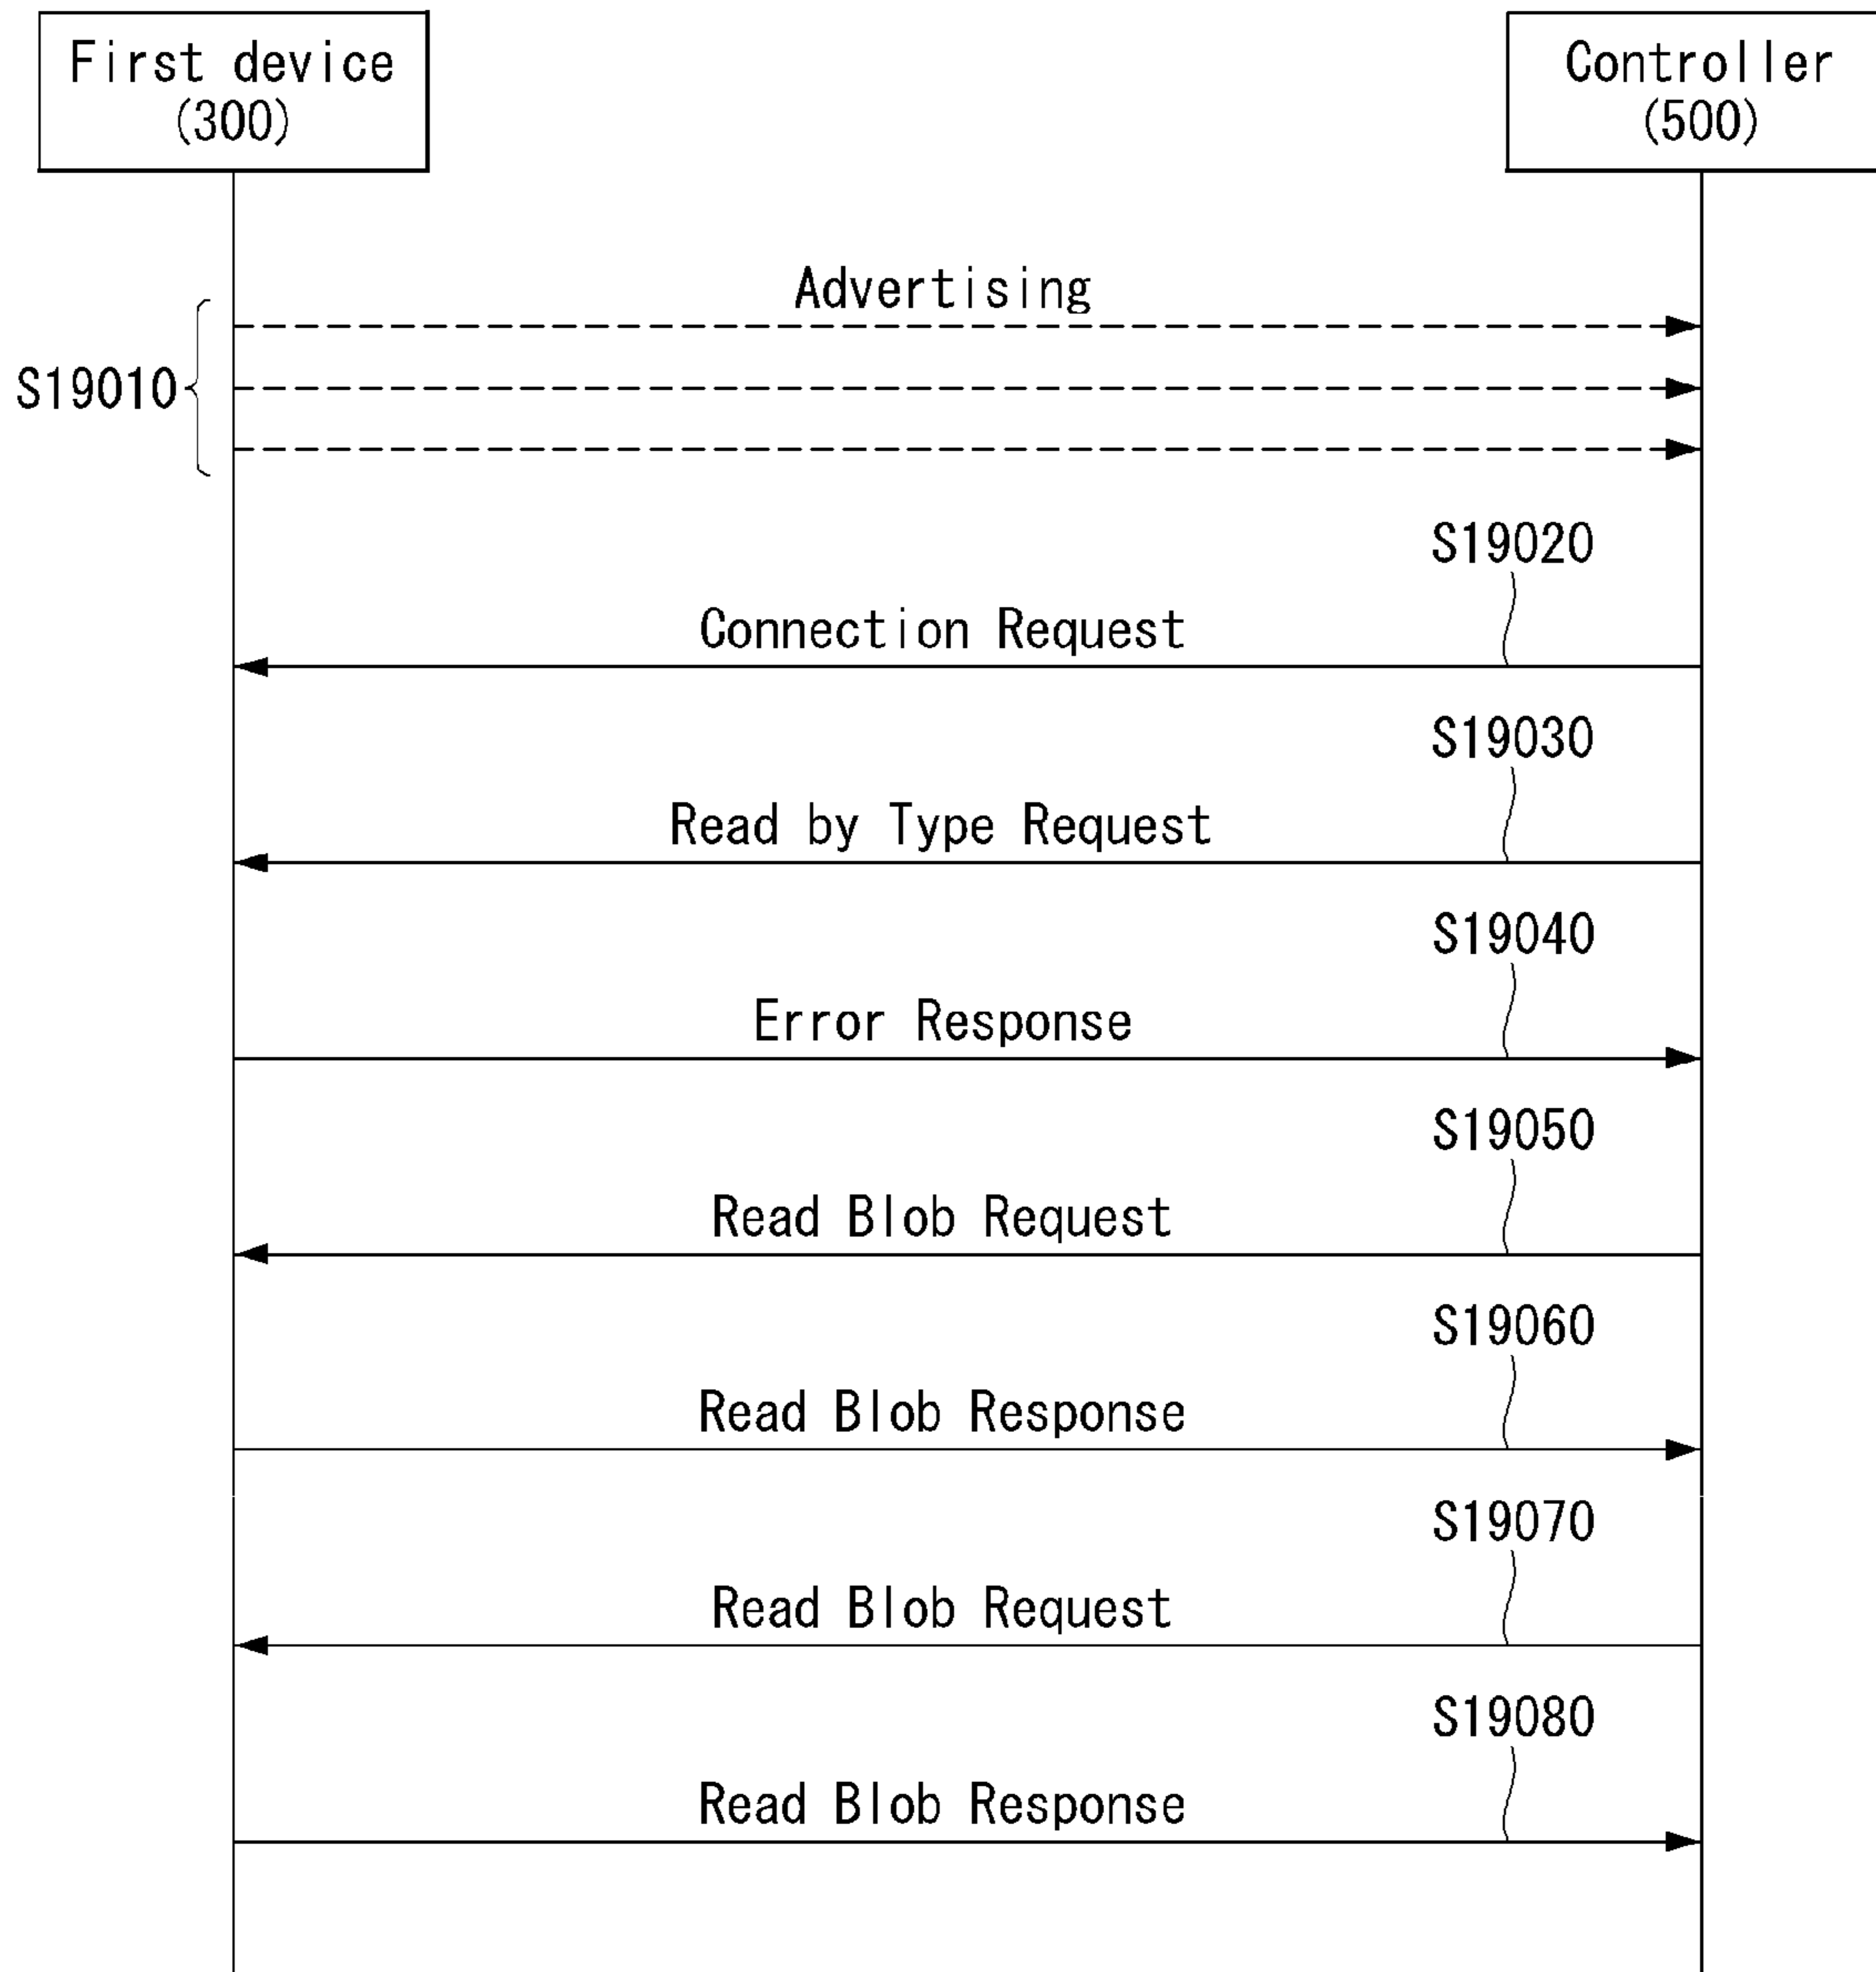 First device
(300)
Controller
(500)
Advertising
S19010
S19020
Connection Request
S19030
Read by Type Request
S19040
Error Response
S19050
Read Blob Request
S19060
Read Blob Response
S19070
Read Blob Request
S19080
Read Blob Response